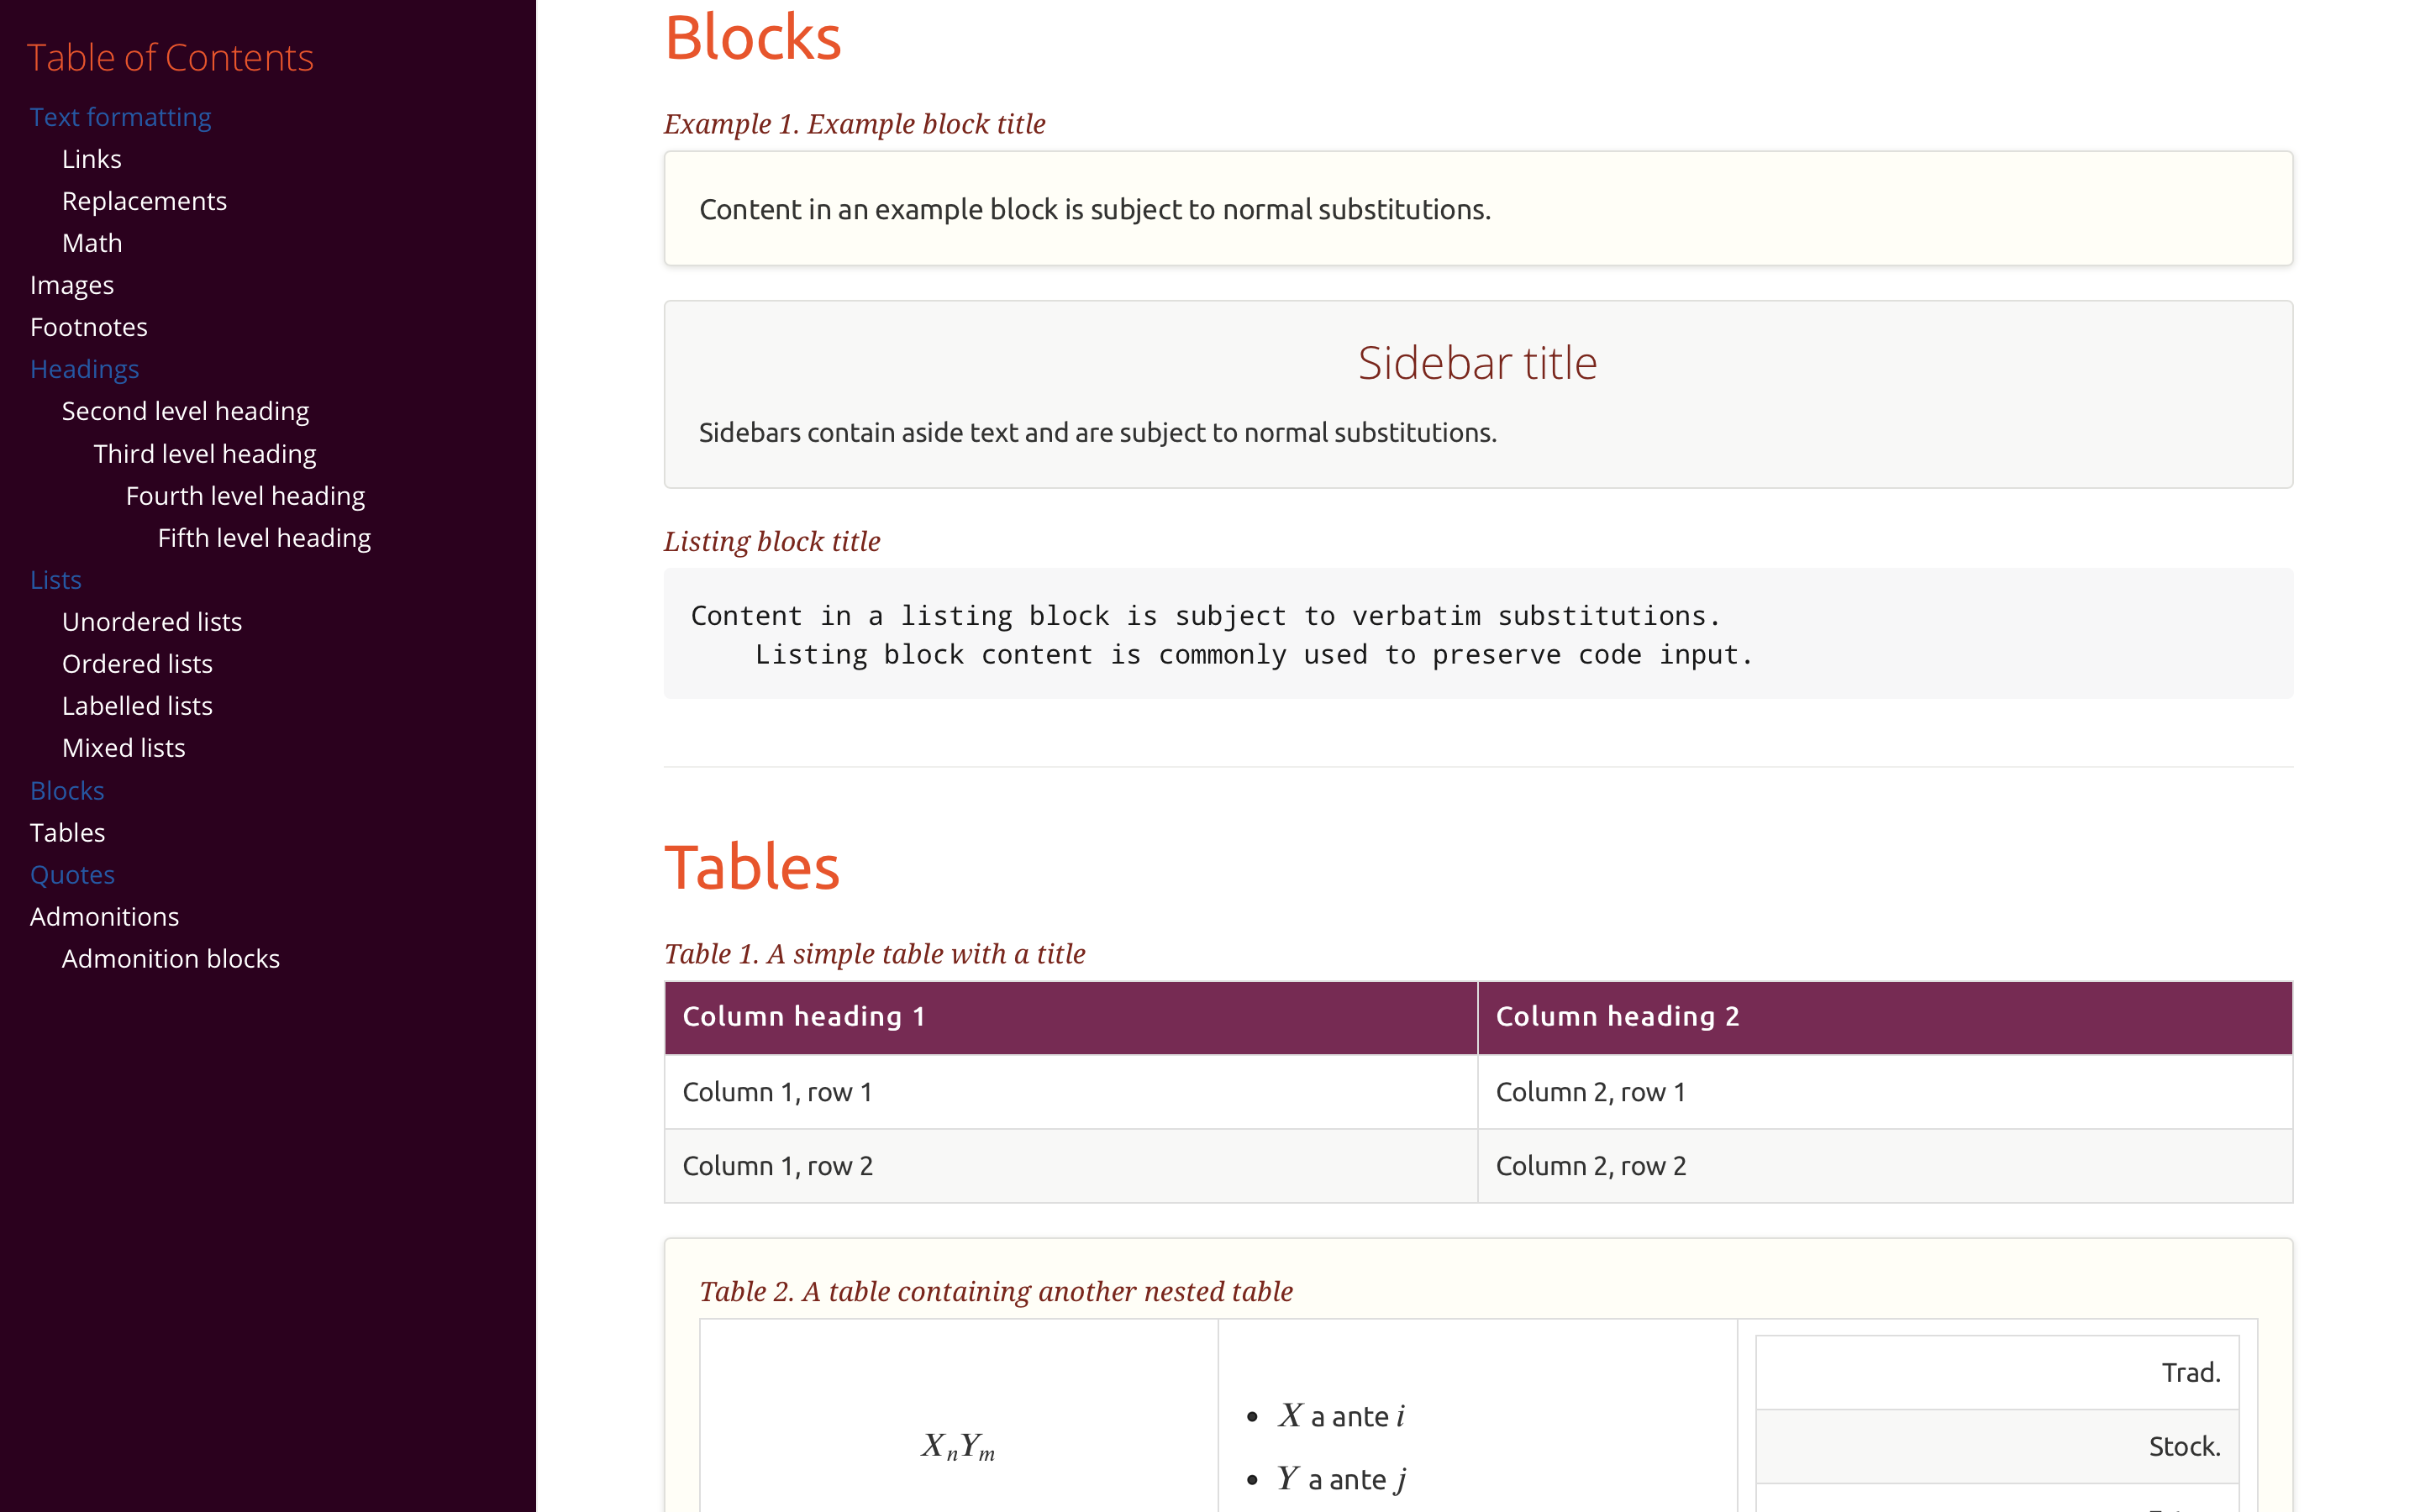 Table of Contents
Text formatting
Links
Replacements
Math
Images
Footnotes
Headings
Second level heading
Third level heading
Fourth level heading
Fifth level heading
Lists
Unordered lists
Ordered lists
Labelled lists
Mixed lists
Blocks
Tables
Quotes
Admonitions
Admonition blocks
Blocks
Example 1. Example block title
Content in an example block is subject to normal substitutions.
Sidebar title
Sidebars contain aside text and are subject to normal substitutions.
Listing block title
Content in a listing block is subject to verbatim substitutions.
    Listing block content is commonly used to preserve code input.
Tables
Table 1. A simple table with a title
Column heading 1 Column heading 2
Column 1, row 1 Column 2, row 1
Column 1, row 2 Column 2, row 2
Table 2. A table containing another nested table
XₙYₘ
• X a ante i
• Y a ante j
Trad.
Stock.